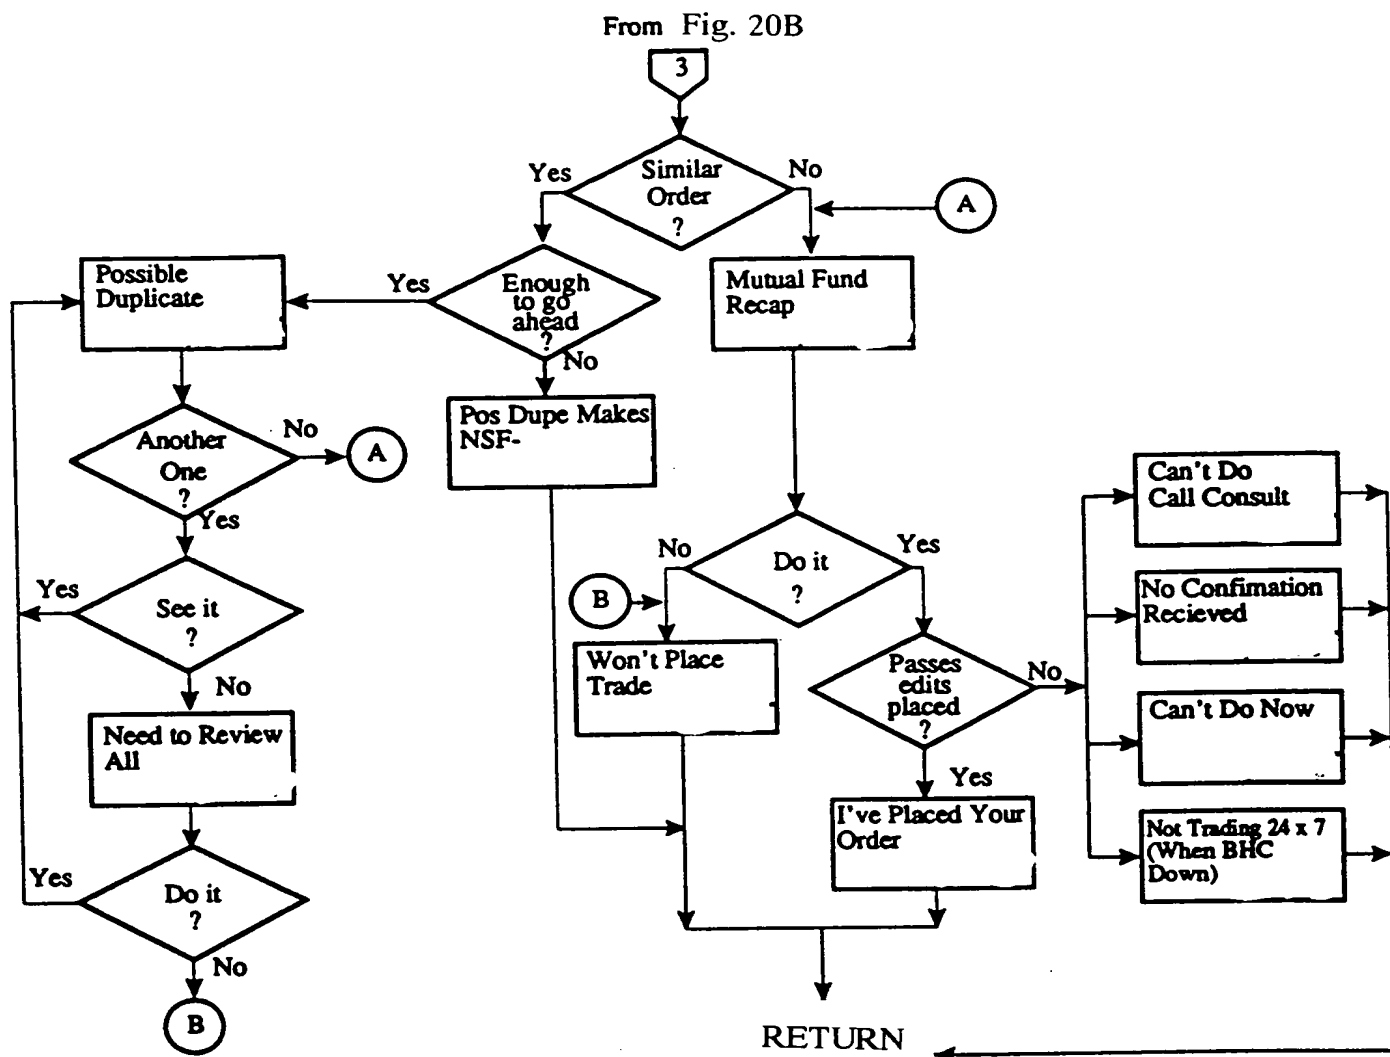 From Fig. 20B
3
Similar
Order
?
Yes
No
A
Enough
to go
ahead
?
Yes
No
Possible
Duplicate
Mutual Fund
Recap
Pos Dupe Makes
NSF-
Another
One
?
No
A
Yes
See it
?
Yes
No
Need to Review
All
Do it
?
Yes
No
B
Do it
?
No
Yes
B
Won't Place
Trade
Passes
edits
placed
?
No
Yes
I've Placed Your
Order
Can't Do
Call Consult
No Confimation
Recieved
Can't Do Now
Not Trading 24 x 7
(When BHC
Down)
RETURN